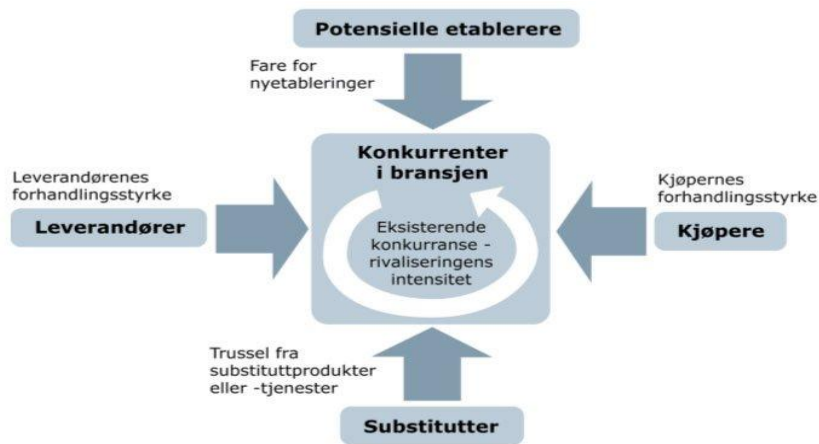 Potensielle etablerere
Fare for
nyetableringer
Konkurrenter
i bransjen
Leverandørenes
forhandlingsstyrke
Leverandører
Eksisterende
konkurranse -
rivaliseringens
intensitet
Kjøpernes
forhandlingsstyrke
Kjøpere
Trussel fra
substituttprodukter
eller -tjenester
Substitutter